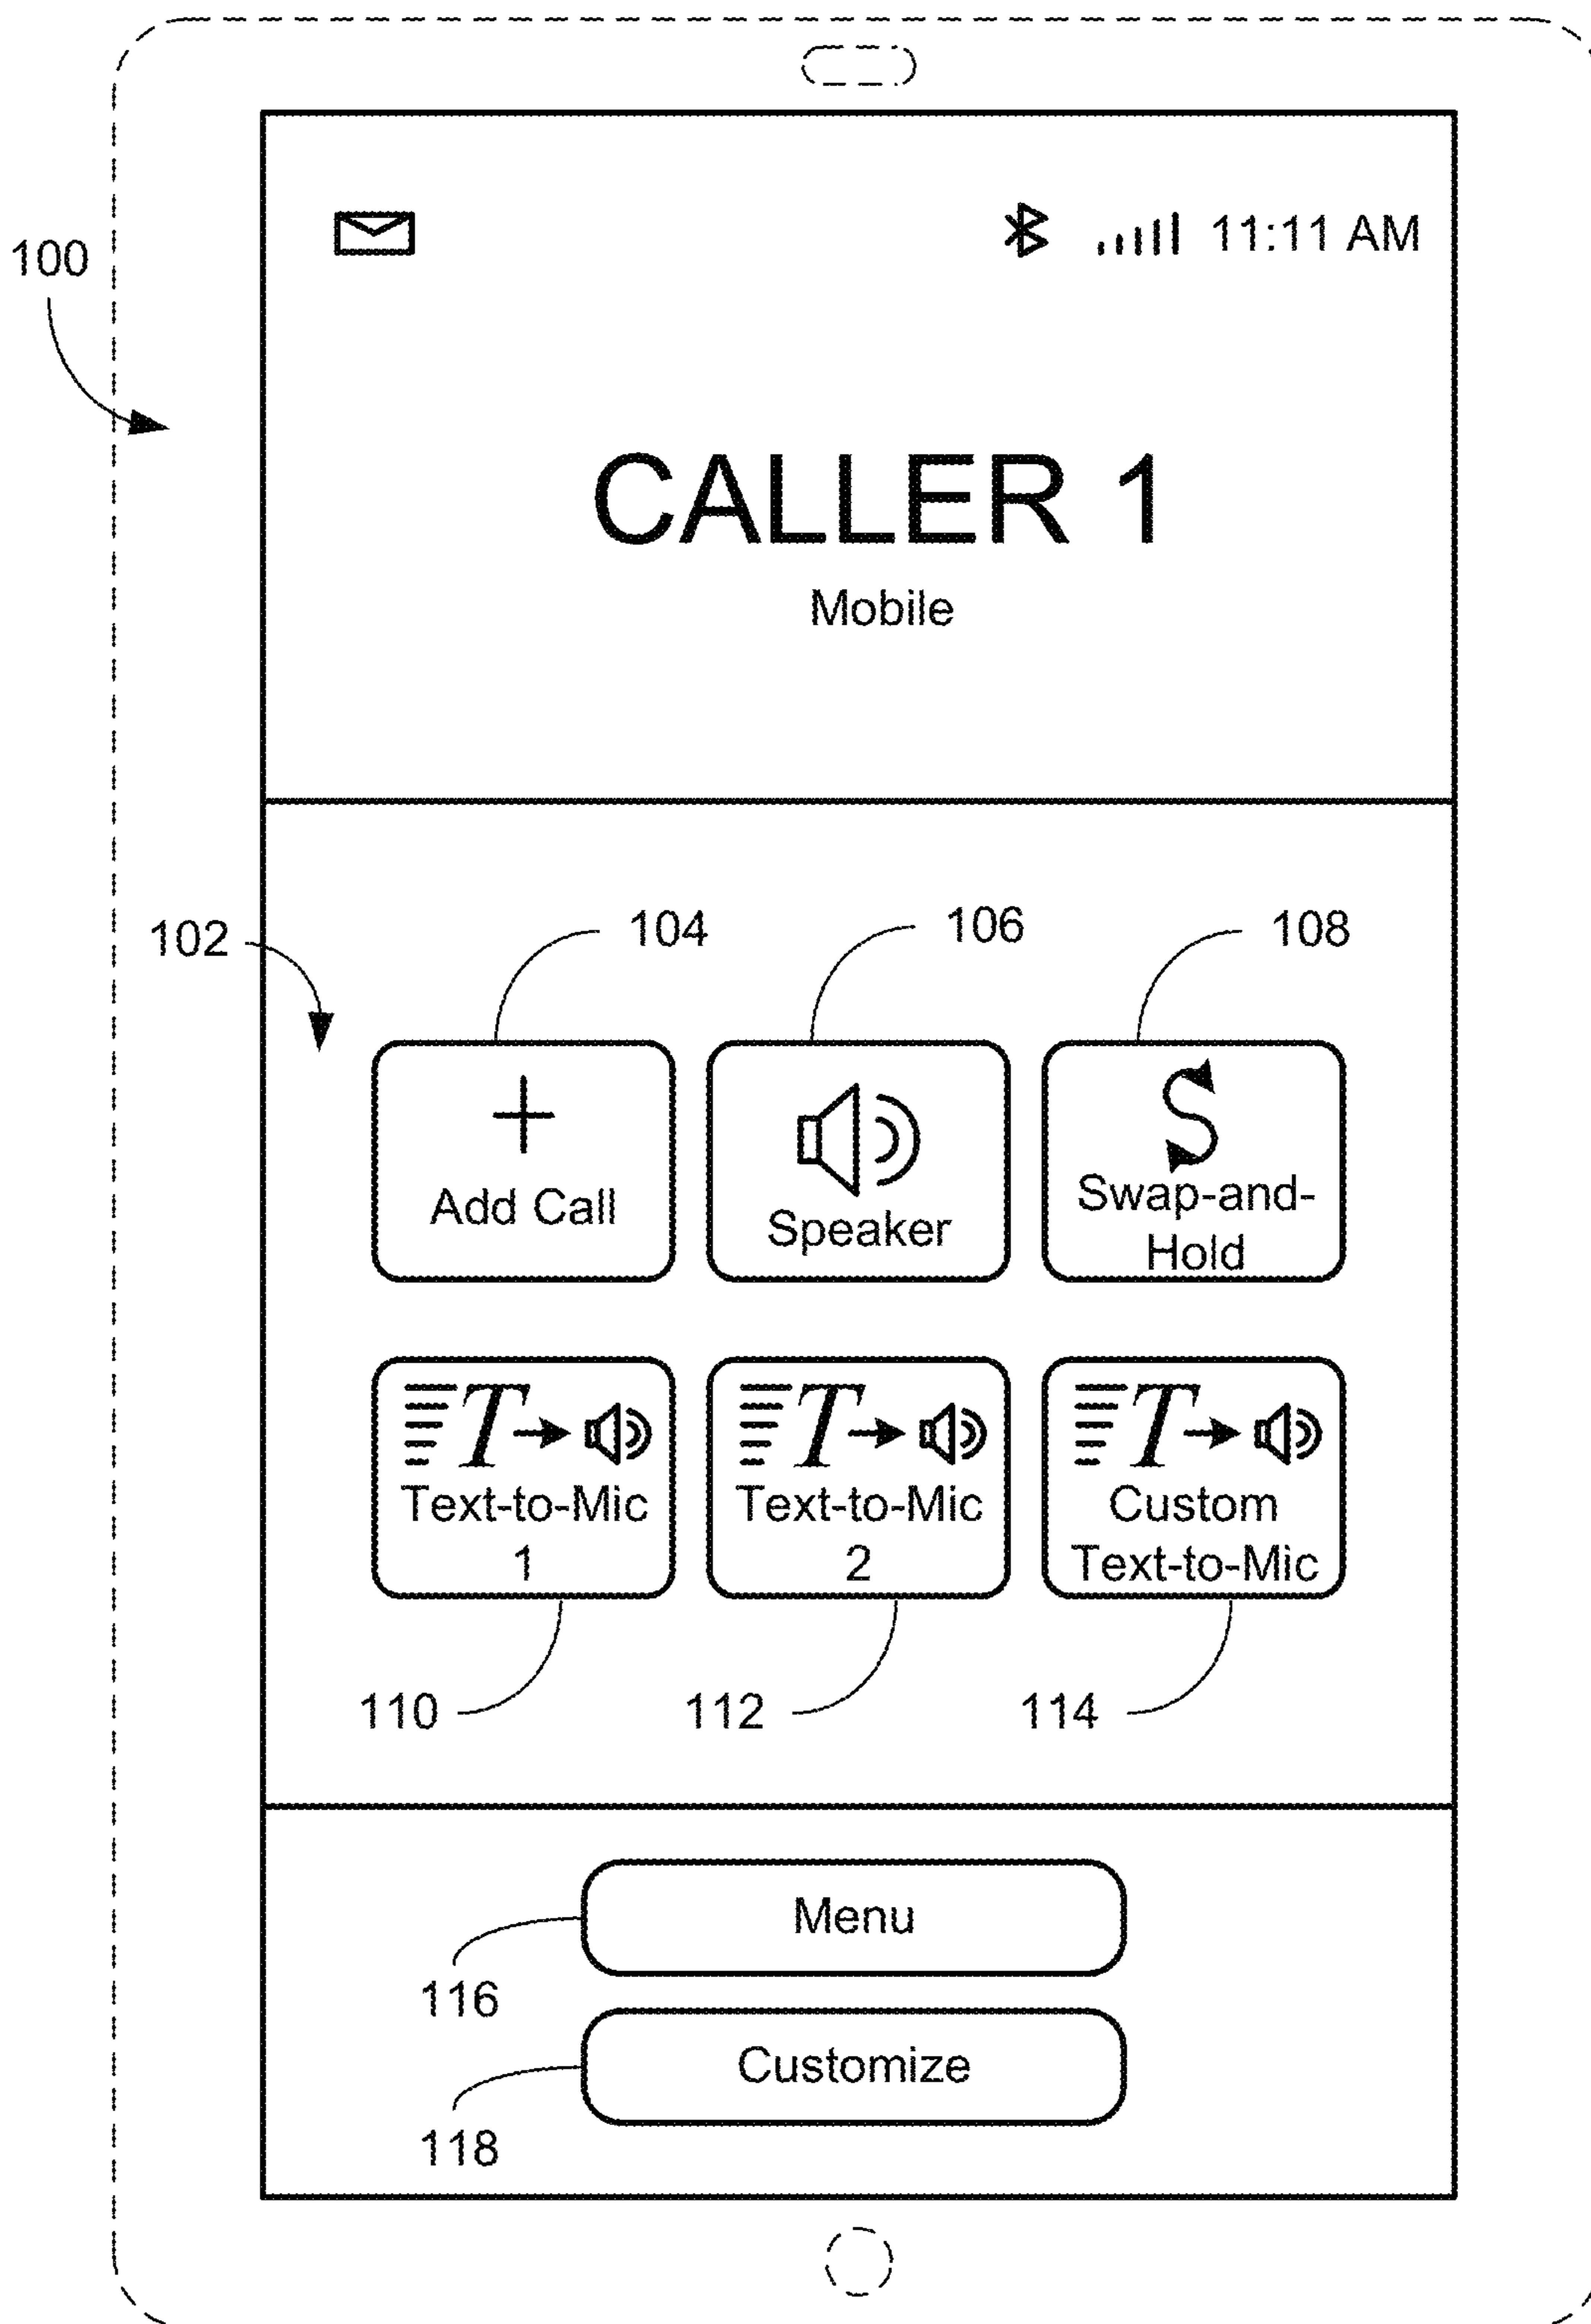 11:11 AM
100
CALLER 1
Mobile
102
104
106
108
Add Call
Speaker
Swap-and-
Hold
T
Text-to-Mic
1
T
Text-to-Mic
2
T
Custom
Text-to-Mic
110
112
114
Menu
116
Customize
118